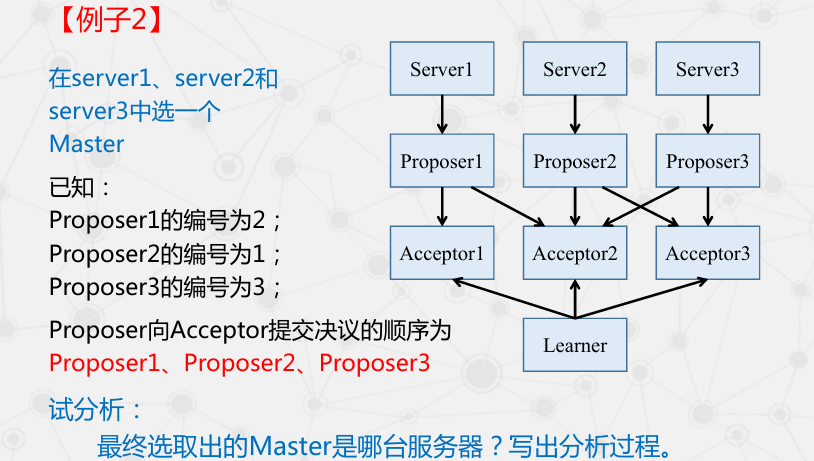 【例子2】
在server1、server2和
server3中选一个
Master
已知：
Proposer1的编号为2；
Proposer2的编号为1；
Proposer3的编号为3；
Proposer向Acceptor提交决议的顺序为
Proposer1、Proposer2、Proposer3
试分析：
最终选取出的Master是哪台服务器？写出分析过程。
Server1
Server2
Server3
Proposer1
Proposer2
Proposer3
Acceptor1
Acceptor2
Acceptor3
Learner